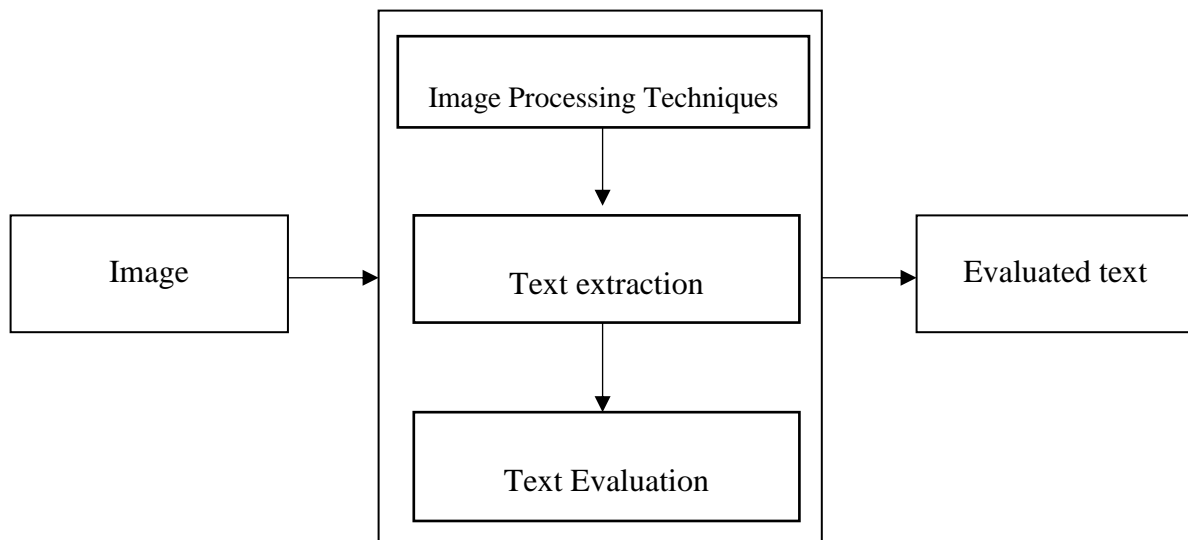 Image Processing Techniques
Image
Text extraction
Evaluated text
Text Evaluation